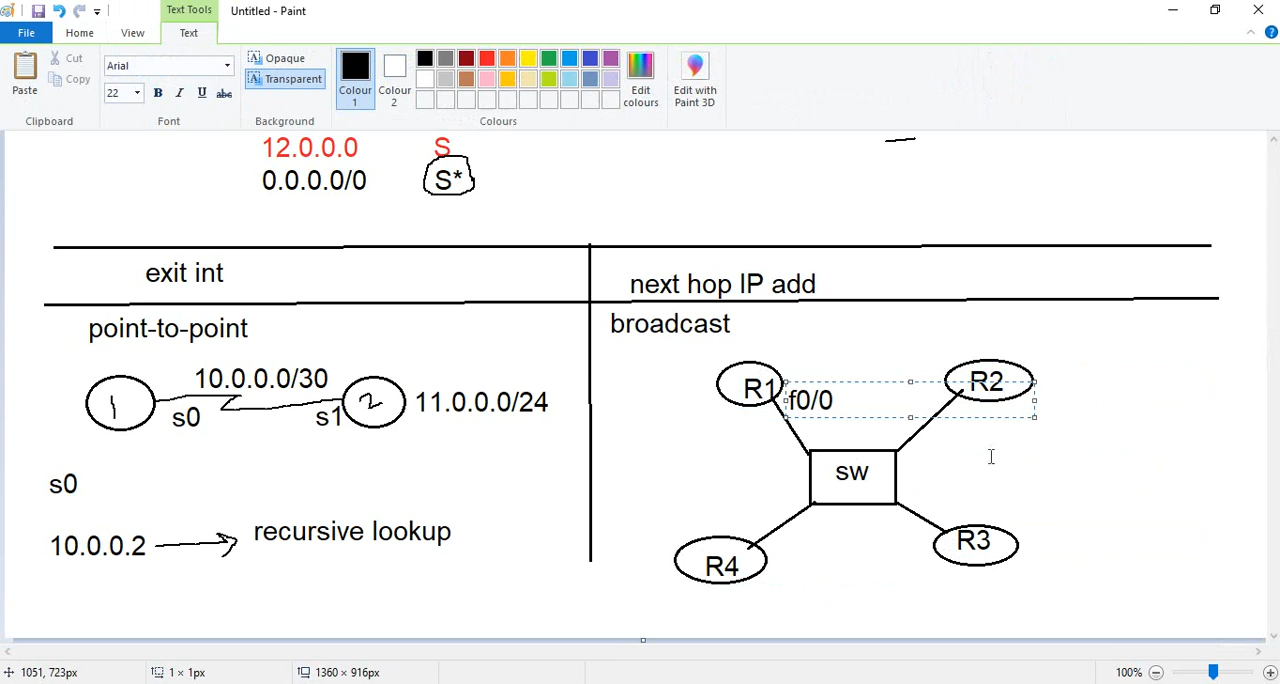 Text Tools
Untitled - Paint
File
Home
View
Text
Paste
Cut
Copy
Clipboard
Arial
22
B I U abc
Font
Opaque
Transparent
Background
Colour 1
Colour 2
Edit colours
Colours
Edit with Paint 3D
12.0.0.0 S
0.0.0.0/0 S*
exit int
next hop IP add
point-to-point
broadcast
10.0.0.0/30
1
s0
s1
2
11.0.0.0/24
s0
10.0.0.2
recursive lookup
R1
f0/0
R2
sw
R4
R3
1051, 723px
1 × 1px
1360 × 916px
100%